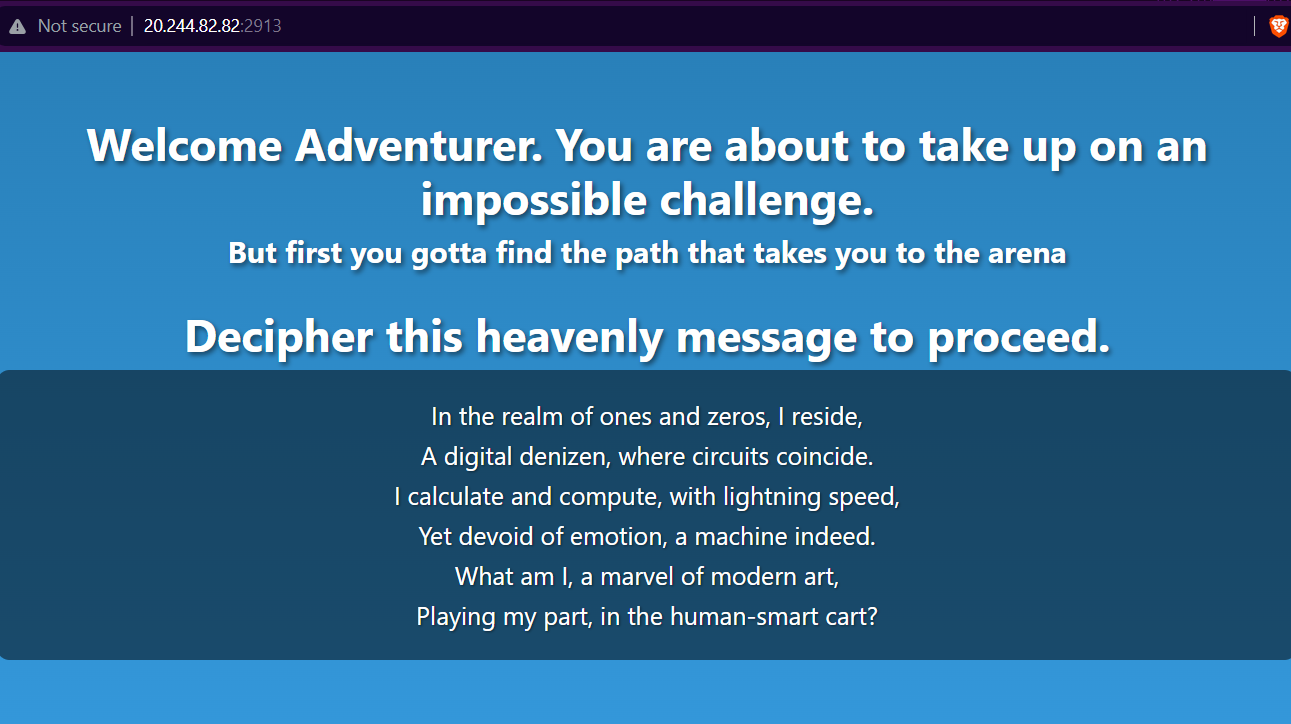 Not secure | 20.244.82.82:2913
Welcome Adventurer. You are about to take up on an
impossible challenge.
But first you gotta find the path that takes you to the arena
Decipher this heavenly message to proceed.
In the realm of ones and zeros, I reside,
A digital denizen, where circuits coincide.
I calculate and compute, with lightning speed,
Yet devoid of emotion, a machine indeed.
What am I, a marvel of modern art,
Playing my part, in the human-smart cart?